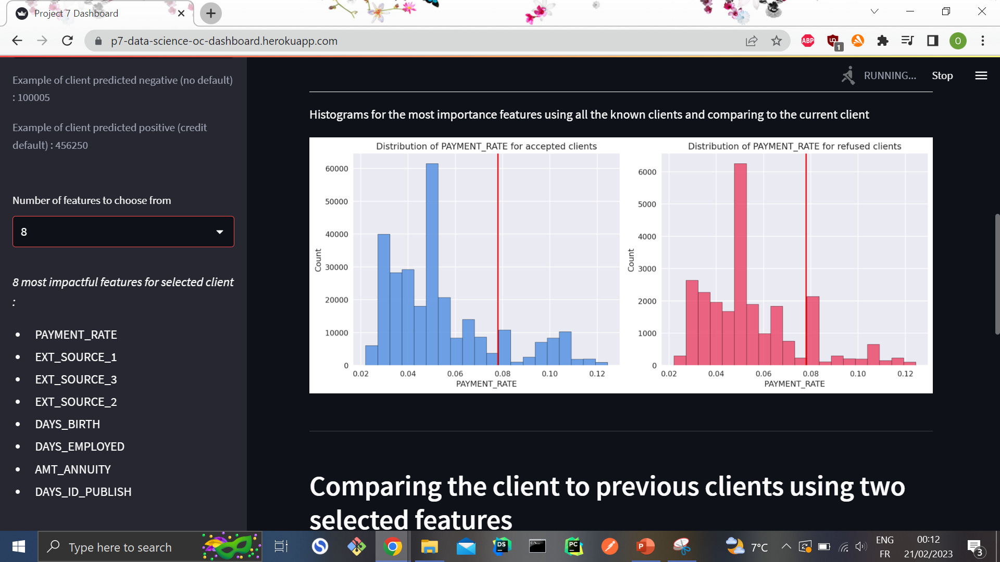 Project 7 Dashboard
p7-data-science-oc-dashboard.herokuapp.com
ABP
1
O
Example of client predicted negative (no default)
: 100005
Example of client predicted positive (credit
default) : 456250
Number of features to choose from
8
8 most impactful features for selected client
:
PAYMENT_RATE
EXT_SOURCE_1
EXT_SOURCE_3
EXT_SOURCE_2
DAYS_BIRTH
DAYS_EMPLOYED
AMT_ANNUITY
DAYS_ID_PUBLISH
RUNNING...
Stop
Histograms for the most importance features using all the known clients and comparing to the current client
Distribution of PAYMENT_RATE for accepted clients
60000
50000
40000
30000
20000
10000
0
Count
0.02 0.04 0.06 0.08 0.10 0.12
PAYMENT_RATE
Distribution of PAYMENT_RATE for refused clients
6000
5000
4000
3000
2000
1000
0
Count
0.02 0.04 0.06 0.08 0.10 0.12
PAYMENT_RATE
Comparing the client to previous clients using two
selected features
Type here to search
DS
PC
P
7°C
ENG
FR
00:12
21/02/2023
3